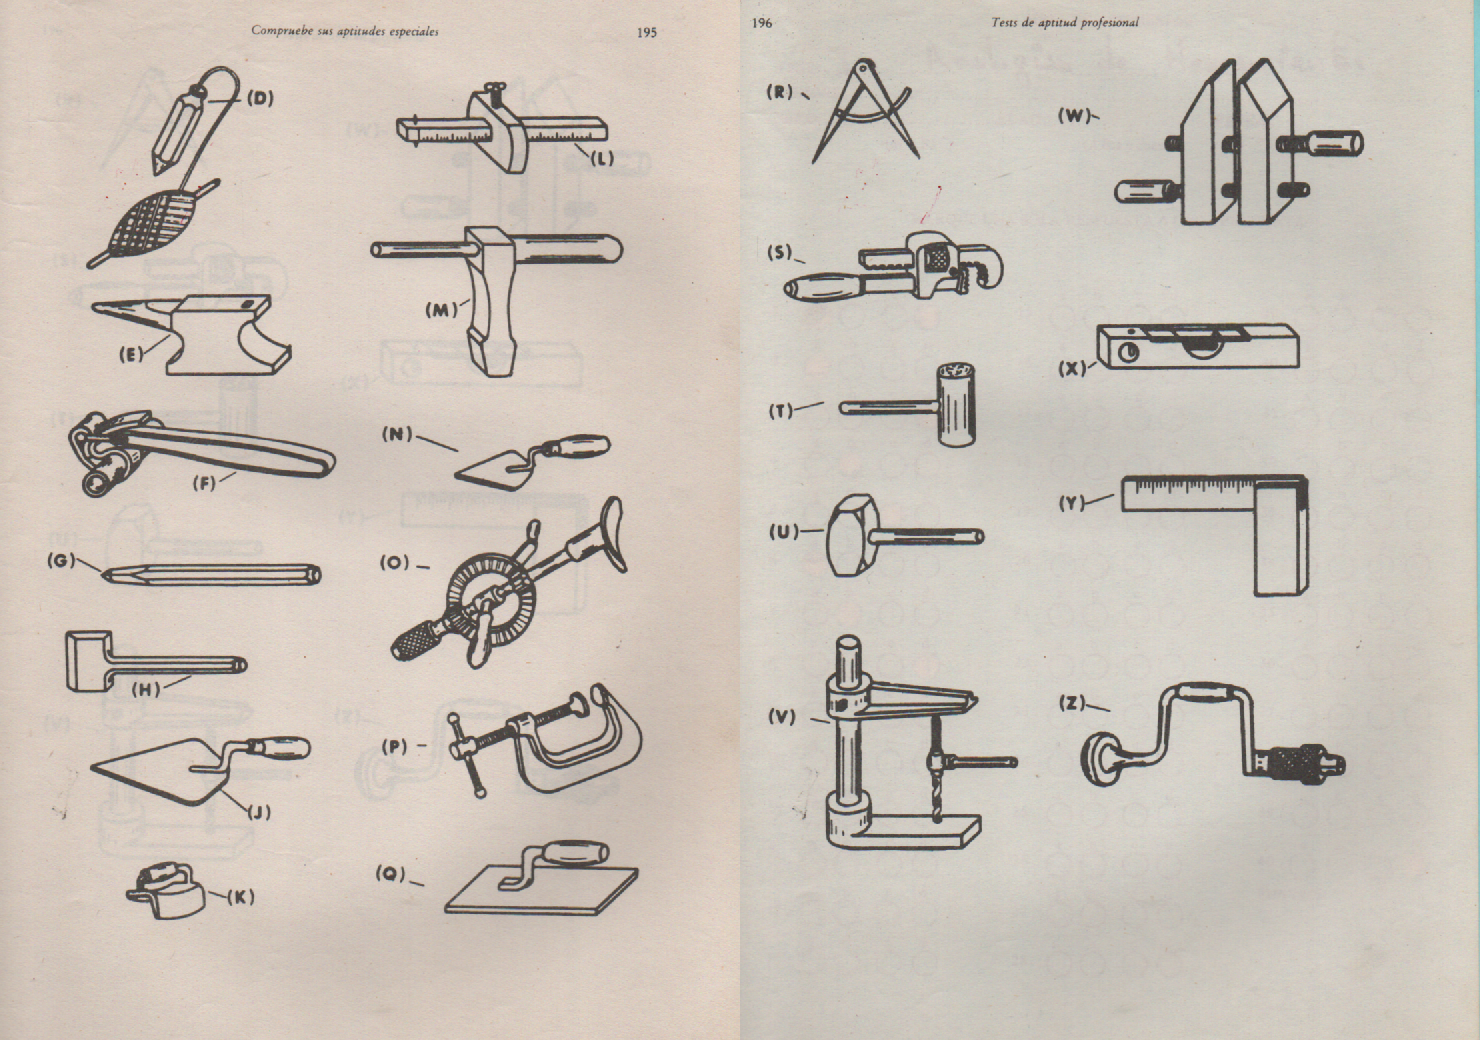 Compruebe sus aptitudes especiales 195
(D)
(L)
(M)
(E)
(N)
(F)
(G)
(O)
(H)
(P)
(J)
(Q)
(K)
196 Tests de aptitud profesional
(R)
(W)
(S)
(X)
(T)
(Y)
(U)
(Z)
(V)